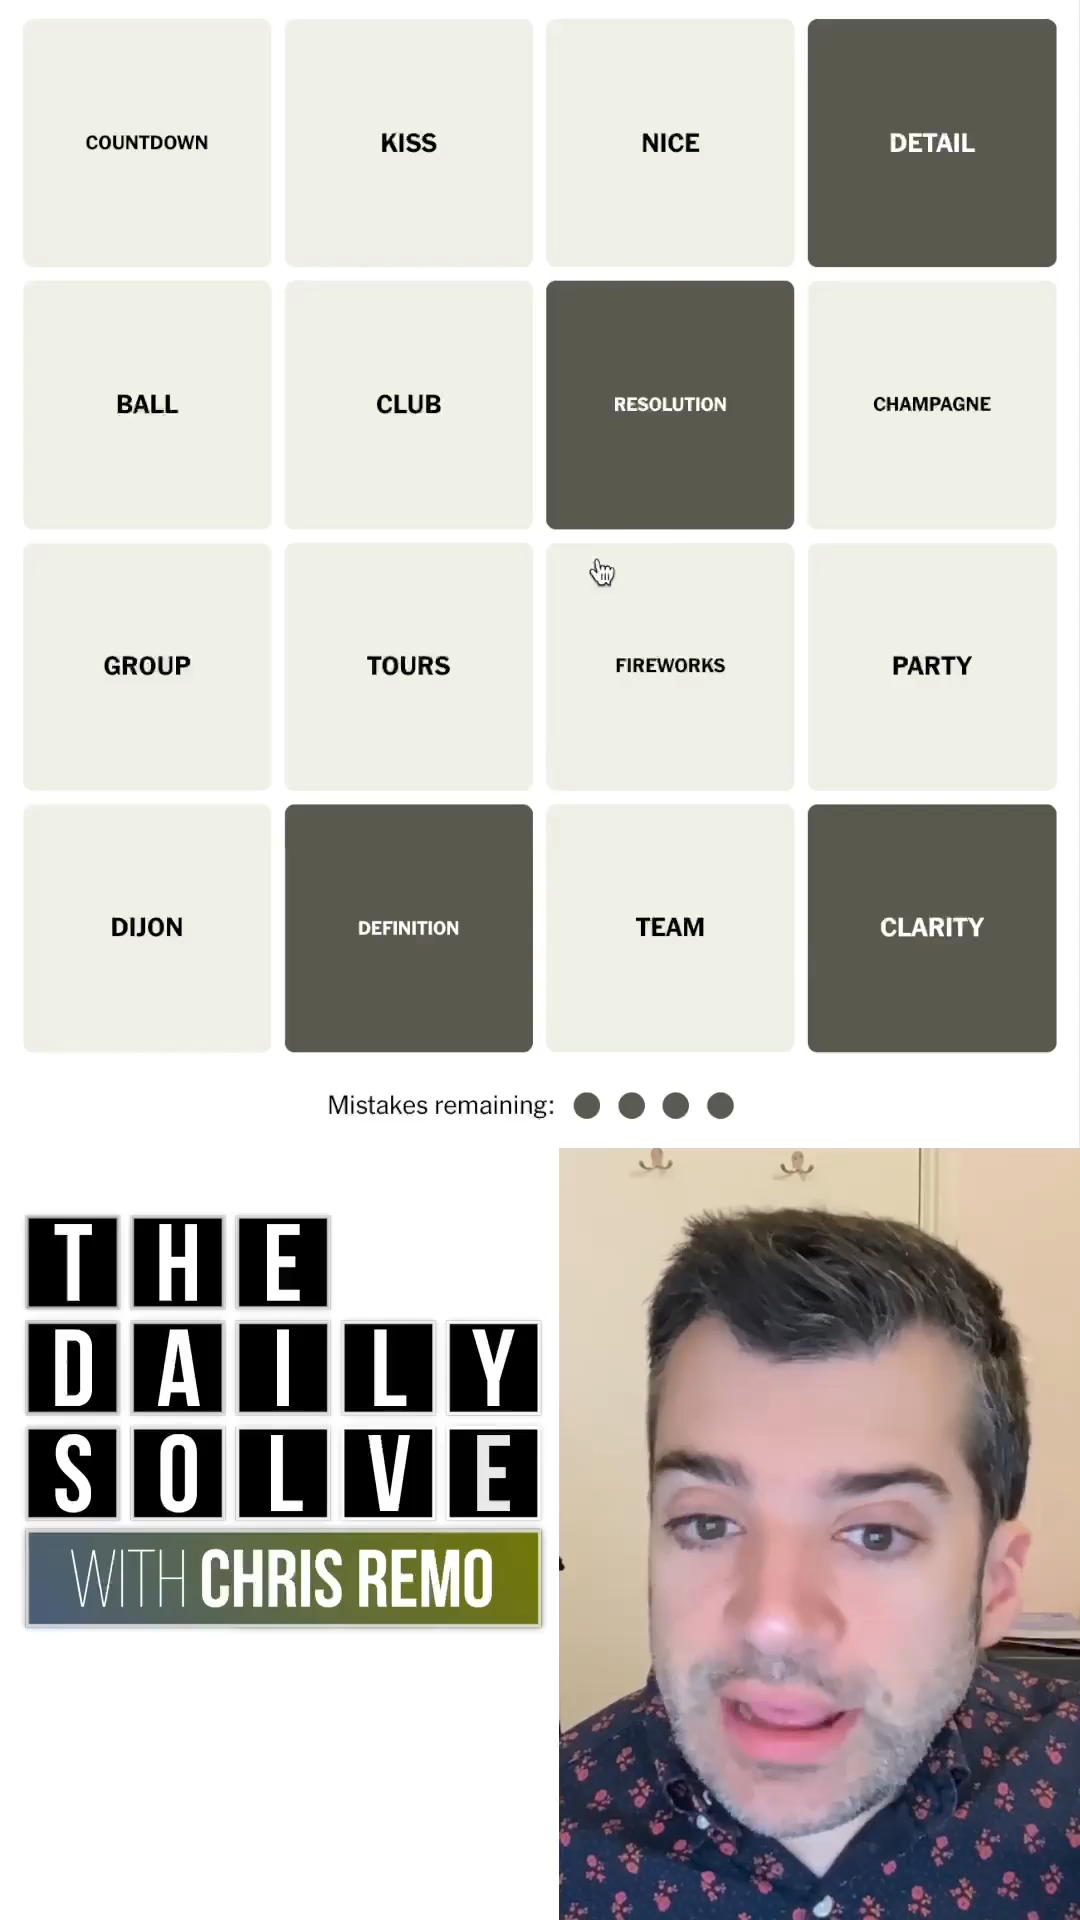 COUNTDOWN KISS NICE DETAIL
BALL CLUB RESOLUTION CHAMPAGNE
GROUP TOURS FIREWORKS PARTY
DIJON DEFINITION TEAM CLARITY
Mistakes remaining:
THE
DAILY
SOLVE
WITH CHRIS REMO